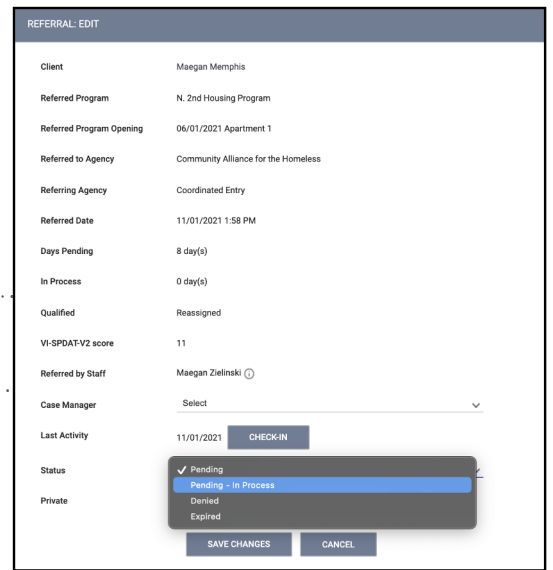 REFERRAL: EDIT
Client Maegan Memphis
Referred Program N. 2nd Housing Program
Referred Program Opening 06/01/2021 Apartment 1
Referred to Agency Community Alliance for the Homeless
Referring Agency Coordinated Entry
Referred Date 11/01/2021 1:58 PM
Days Pending 8 day(s)
In Process 0 day(s)
Qualified Reassigned
VI-SPDAT-V2 score 11
Referred by Staff Maegan Zielinski
Case Manager Select
Last Activity 11/01/2021 CHECK-IN
Status ✓ Pending
Pending - In Process
Private Denied
Expired
SAVE CHANGES CANCEL